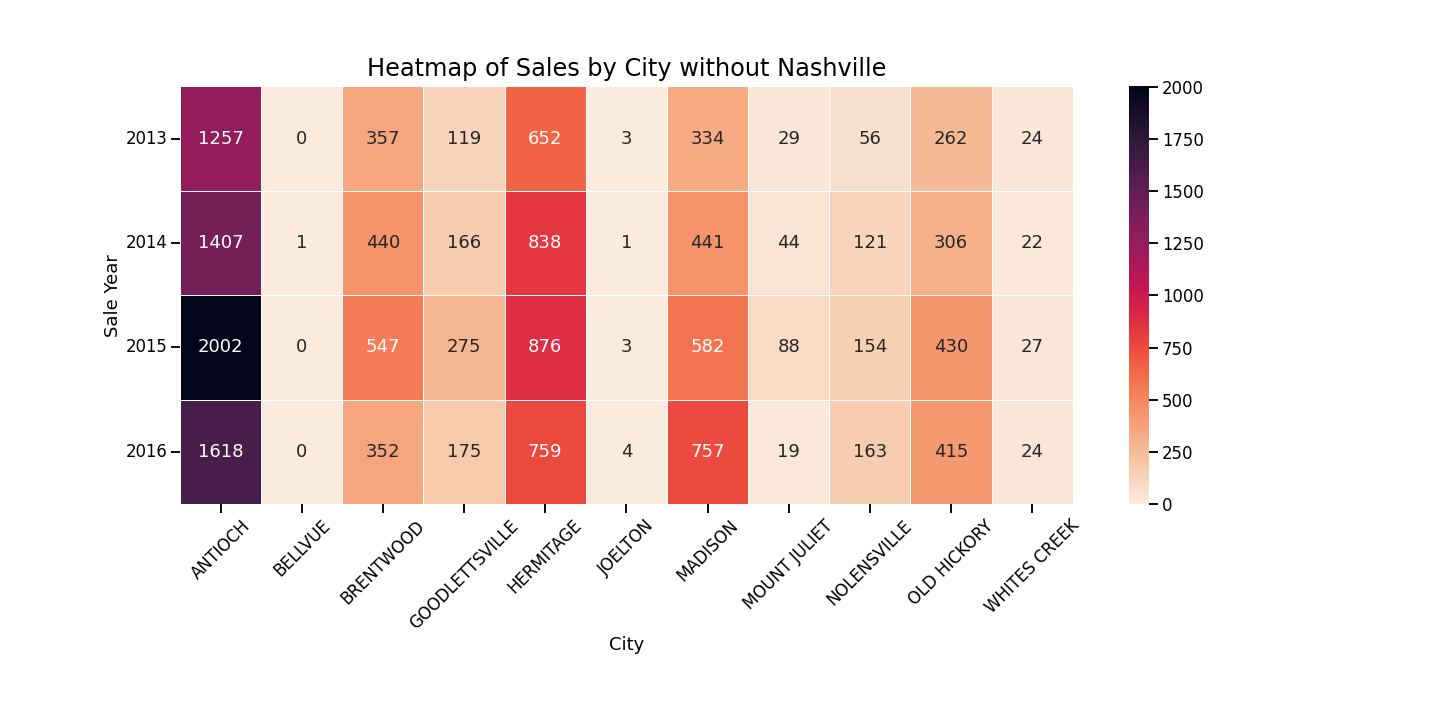 Heatmap of Sales by City without Nashville
2013 1257 0 357 119 652 3 334 29 56 262 24
2014 1407 1 440 166 838 1 441 44 121 306 22
2015 2002 0 547 275 876 3 582 88 154 430 27
2016 1618 0 352 175 759 4 757 19 163 415 24
Sale Year
ANTIOCH BELLVUE BRENTWOOD GOODLETTSVILLE HERMITAGE JOELTON MADISON MOUNT JULIET NOLENSVILLE OLD HICKORY WHITES CREEK
City
2000
1750
1500
1250
1000
750
500
250
0